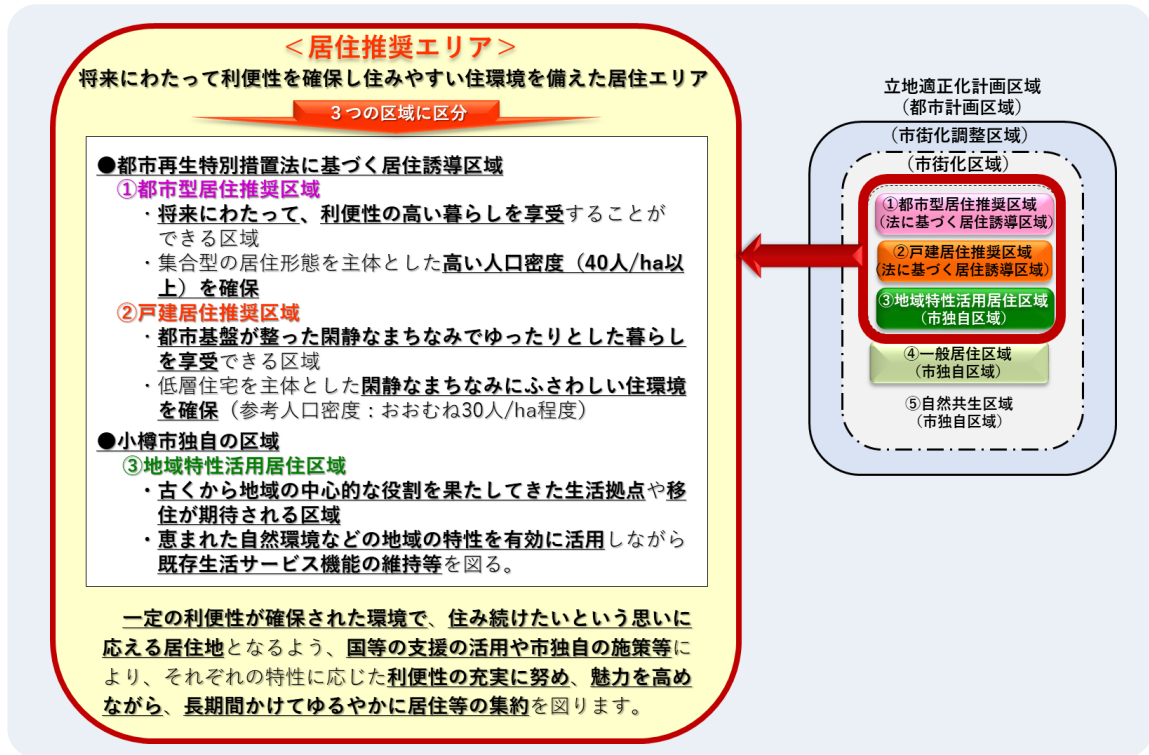 ＜居住推奨エリア＞
将来にわたって利便性を確保し住みやすい住環境を備えた居住エリア
３つの区域に区分
●都市再生特別措置法に基づく居住誘導区域
①都市型居住推奨区域
・将来にわたって、利便性の高い暮らしを享受することが
できる区域
・集合型の居住形態を主体とした高い人口密度（40人/ha以
上）を確保
②戸建居住推奨区域
・都市基盤が整った閑静なまちなみでゆったりとした暮らし
を享受できる区域
・低層住宅を主体とした閑静なまちなみにふさわしい住環境
を確保（参考人口密度：おおむね30人/ha程度）
●小樽市独自の区域
③地域特性活用居住区域
・古くから地域の中心的な役割を果たしてきた生活拠点や移
住が期待される区域
・恵まれた自然環境などの地域の特性を有効に活用しながら
既存生活サービス機能の維持等を図る。
一定の利便性が確保された環境で、住み続けたいという思いに
応える居住地となるよう、国等の支援の活用や市独自の施策等に
より、それぞれの特性に応じた利便性の充実に努め、魅力を高め
ながら、長期間かけてゆるやかに居住等の集約を図ります。
立地適正化計画区域
（都市計画区域）
（市街化調整区域）
（市街化区域）
①都市型居住推奨区域
（法に基づく居住誘導区域）
②戸建居住推奨区域
（法に基づく居住誘導区域）
③地域特性活用居住区域
（市独自区域）
④一般居住区域
（市独自区域）
⑤自然共生区域
（市独自区域）